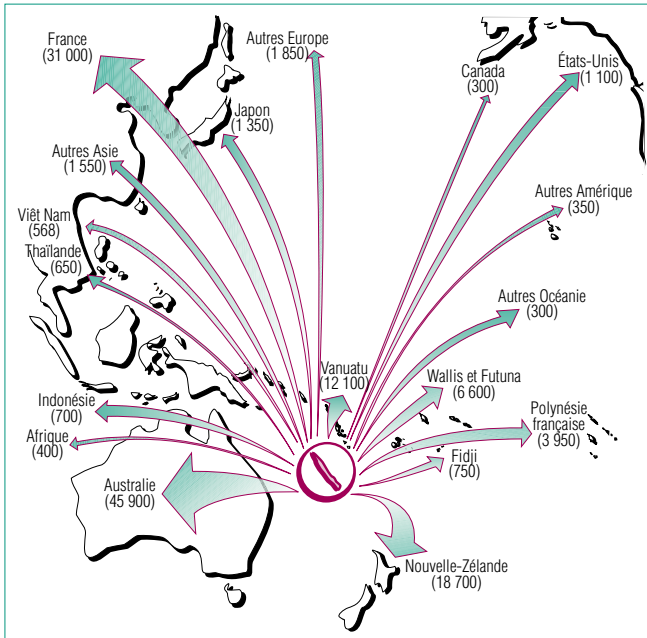 France
(31 000)
Autres Europe
(1 850)
Canada
(300)
États-Unis
(1 100)
Japon
(1 350)
Autres Asie
(1 550)
Autres Amérique
(350)
Viêt Nam
(568)
Thaïlande
(650)
Autres Océanie
(300)
Vanuatu
(12 100)
Wallis et Futuna
(6 600)
Indonésie
(700)
Polynésie
française
(3 950)
Afrique
(400)
Fidji
(750)
Australie
(45 900)
Nouvelle-Zélande
(18 700)